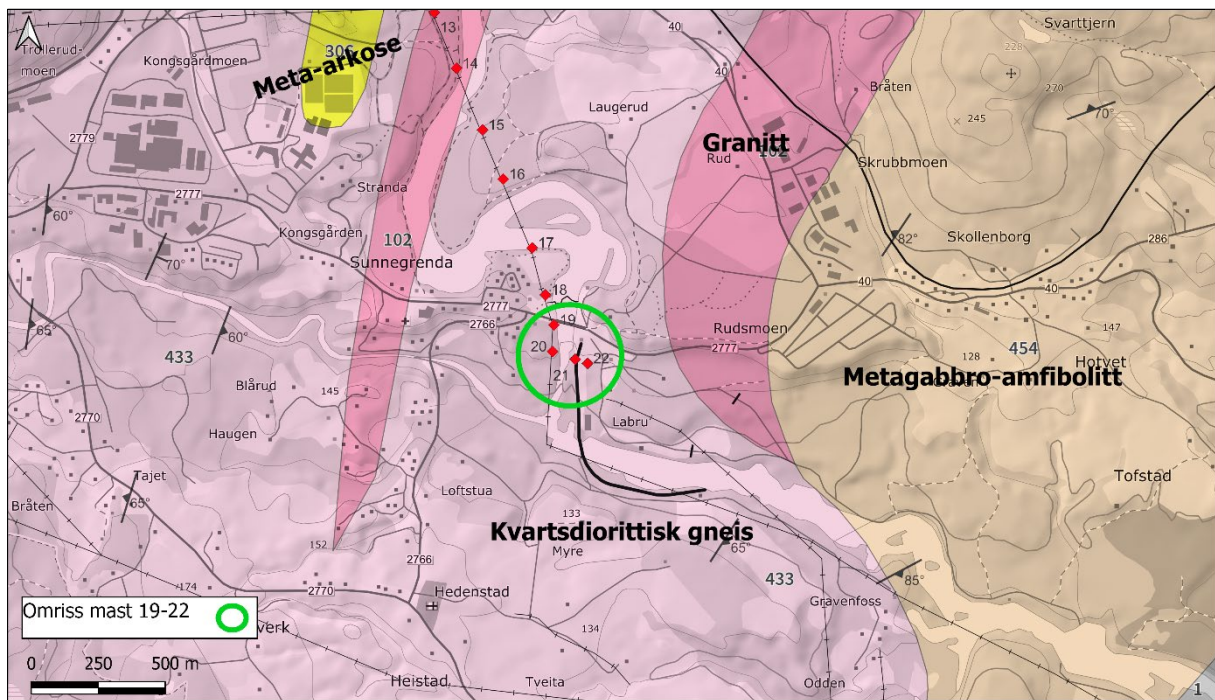 Svarttjern
228
Trollerud-
moen
Kongsgårdmoen
306
Meta-arkose
13
14
40
40
270
Bråten
245
70°
Laugerud
2779
15
Granitt
102
Rud
Skrubbmoen
16
Stranda
2777
60°
Kongsgården
102
Sunnegrenda
17
82°
Skollenborg
286
70°
40
40
18
2777
2766
19
Rudsmoen
147
65°
60°
433
20
21
22
2777
128
454
Hotvet
Metagabbro-amfibolitt
Blårud
145
2770
Haugen
Labru
Tajet
Tofstad
Bråten
65°
Loftstua
133
Kvartsdiorittisk gneis
152
Myre
65°
2766
433
85°
174
2770
Hedenstad
Gravenfoss
Omriss mast 19-22
verk
134
0 250 500 m
Heistad
Tveita
Odden
1